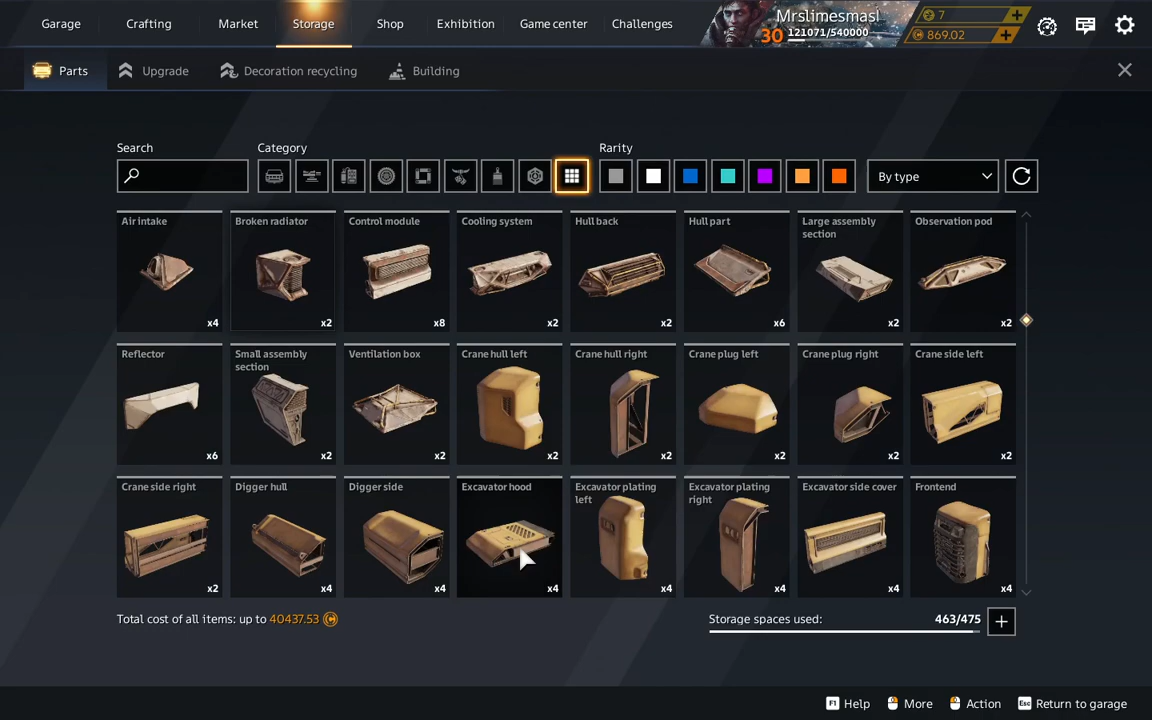 Garage Crafting Market Storage Shop Exhibition Game center Challenges Mrslimesmas! 7
30 121071/540000 869.02
Parts Upgrade Decoration recycling Building
Search Category Rarity
By type
Air intake Broken radiator Control module Cooling system Hull back Hull part Large assembly Observation pod
section
x4 x2 x8 x2 x2 x6 x2 x2
Reflector Small assembly Ventilation box Crane hull left Crane hull right Crane plug left Crane plug right Crane side left
section
x6 x2 x2 x2 x2 x2 x2 x2
Crane side right Digger hull Digger side Excavator hood Excavator plating Excavator plating Excavator side cover Frontend
left right
x2 x4 x4 x4 x4 x4 x4 x4
Total cost of all items: up to 40437.53 Storage spaces used: 463/475
F1 Help More Action Esc Return to garage